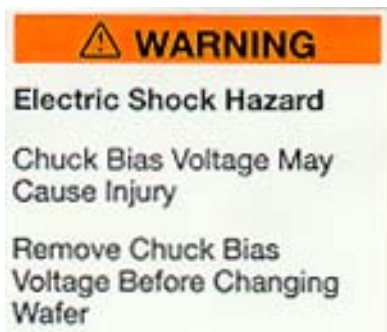 WARNING
Electric Shock Hazard
Chuck Bias Voltage May
Cause Injury
Remove Chuck Bias
Voltage Before Changing
Wafer